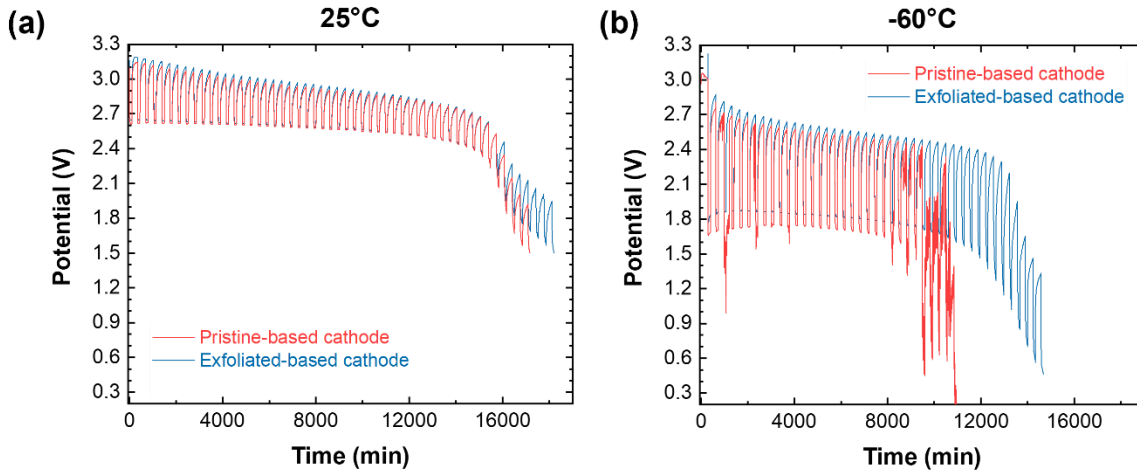 (a)
25°C
3.3
3.0
2.7
2.4
2.1
1.8
1.5
1.2
0.9
0.6
0.3
Potential (V)
Pristine-based cathode
Exfoliated-based cathode
0 4000 8000 12000 16000
Time (min)
(b)
-60°C
3.3
3.0
2.7
2.4
2.1
1.8
1.5
1.2
0.9
0.6
0.3
Potential (V)
Pristine-based cathode
Exfoliated-based cathode
0 4000 8000 12000 16000
Time (min)